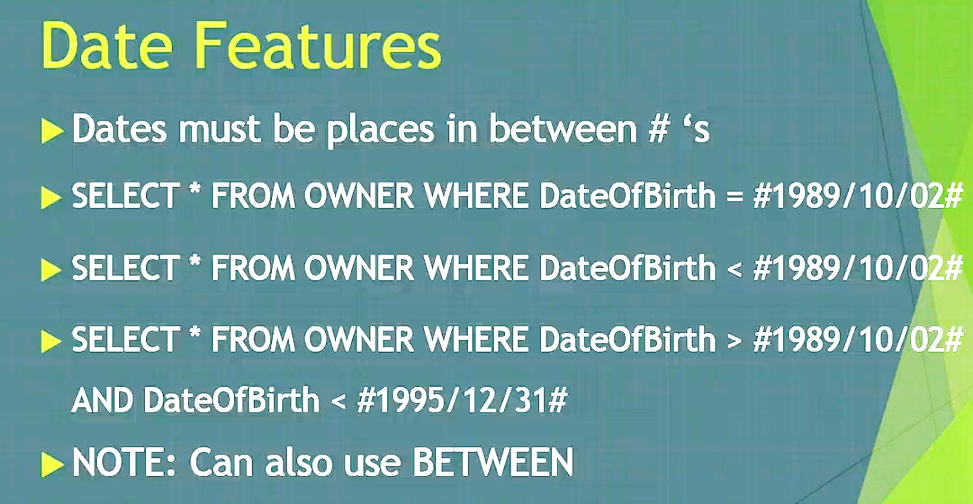 Date Features
Dates must be places in between # ‘s
SELECT * FROM OWNER WHERE DateOfBirth = #1989/10/02#
SELECT * FROM OWNER WHERE DateOfBirth < #1989/10/02#
SELECT * FROM OWNER WHERE DateOfBirth > #1989/10/02#
AND DateOfBirth < #1995/12/31#
NOTE: Can also use BETWEEN